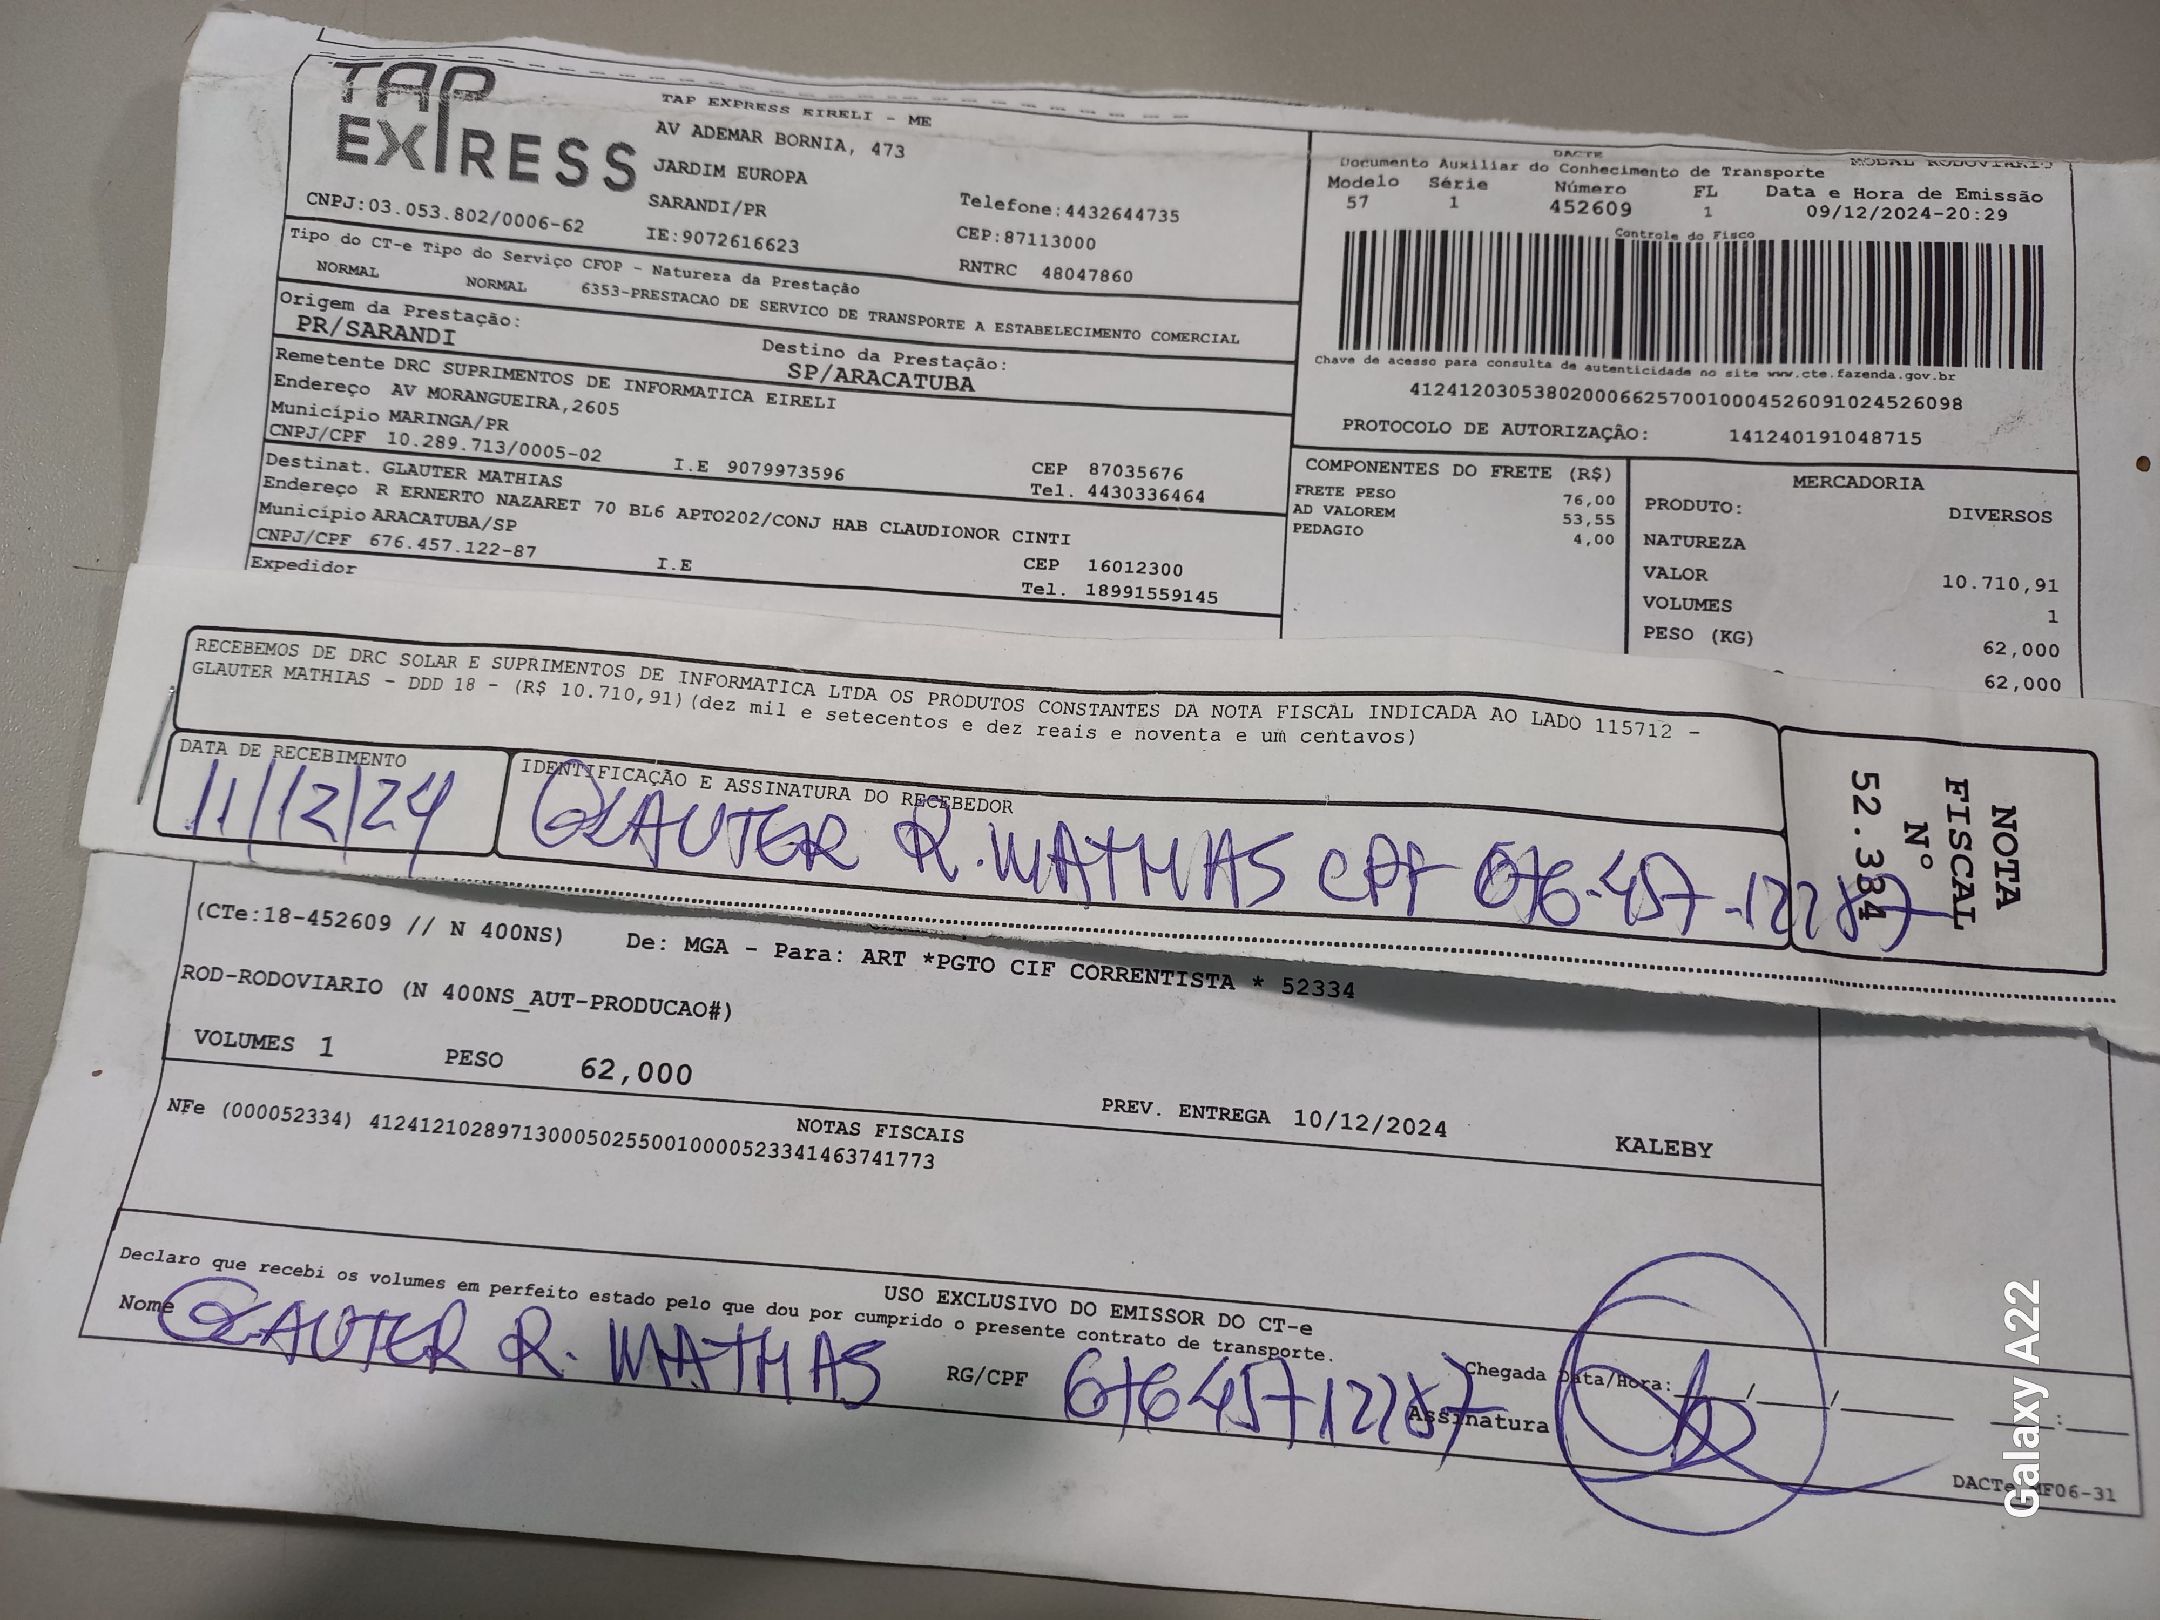 TAP EXPRESS
TAP EXPRESS EIRELI - ME
AV ADEMAR BORNIA, 473
JARDIM EUROPA
SARANDI/PR
Telefone:4432644735
CNPJ:03.053.802/0006-62
IE:9072616623
CEP:87113000
RNTRC 48047860
Tipo do CT-e Tipo do Serviço CFOP - Natureza da Prestação
NORMAL NORMAL 6353-PRESTACAO DE SERVICO DE TRANSPORTE A ESTABELECIMENTO COMERCIAL
Origem da Prestação:
PR/SARANDI
Destino da Prestação:
SP/ARACATUBA
Remetente DRC SUPRIMENTOS DE INFORMATICA EIRELI
Endereço AV MORANGUEIRA,2605
Município MARINGA/PR
CNPJ/CPF 10.289.713/0005-02 I.E 9079973596
CEP 87035676
Tel. 4430336464
Destinat. GLAUTER MATHIAS
Endereço R ERNERTO NAZARET 70 BL6 APTO202/CONJ HAB CLAUDIONOR CINTI
Município ARACATUBA/SP
CNPJ/CPF 676.457.122-87 I.E
CEP 16012300
Tel. 18991559145
Expedidor
DACTE MODAL RODOVIARIO
Documento Auxiliar do Conhecimento de Transporte
Modelo Série Número FL Data e Hora de Emissão
57 1 452609 1 09/12/2024-20:29
Controle do Fisco
Chave de acesso para consulta de autenticidade no site www.cte.fazenda.gov.br
41241203053802000662570010004526091024526098
PROTOCOLO DE AUTORIZAÇÃO: 141240191048715
COMPONENTES DO FRETE (R$)
FRETE PESO 76,00
AD VALOREM 53,55
PEDAGIO 4,00
MERCADORIA
PRODUTO: DIVERSOS
NATUREZA
VALOR 10.710,91
VOLUMES 1
PESO (KG) 62,000
62,000
RECEBEMOS DE DRC SOLAR E SUPRIMENTOS DE INFORMATICA LTDA OS PRODUTOS CONSTANTES DA NOTA FISCAL INDICADA AO LADO 115712 -
GLAUTER MATHIAS - DDD 18 - (R$ 10.710,91)(dez mil e setecentos e dez reais e noventa e um centavos)
DATA DE RECEBIMENTO
11/12/24
IDENTIFICAÇÃO E ASSINATURA DO RECEBEDOR
GLAUTER R. MATHIAS CPF 676-457-122 87
NOTA
FISCAL
Nº
52.334
(CTe:18-452609 // N 400NS) De: MGA - Para: ART *PGTO CIF CORRENTISTA * 52334
ROD-RODOVIARIO (N 400NS_AUT-PRODUCAO#)
VOLUMES 1 PESO 62,000
PREV. ENTREGA 10/12/2024 KALEBY
NOTAS FISCAIS
NFe (000052334) 41241210289713000502550010000523341463741773
USO EXCLUSIVO DO EMISSOR DO CT-e
Declaro que recebi os volumes em perfeito estado pelo que dou por cumprido o presente contrato de transporte.
Nome GLAUTER R. MATHIAS RG/CPF 67645712287
Chegada Data/Hora: / / :
Assinatura
Galaxy A22